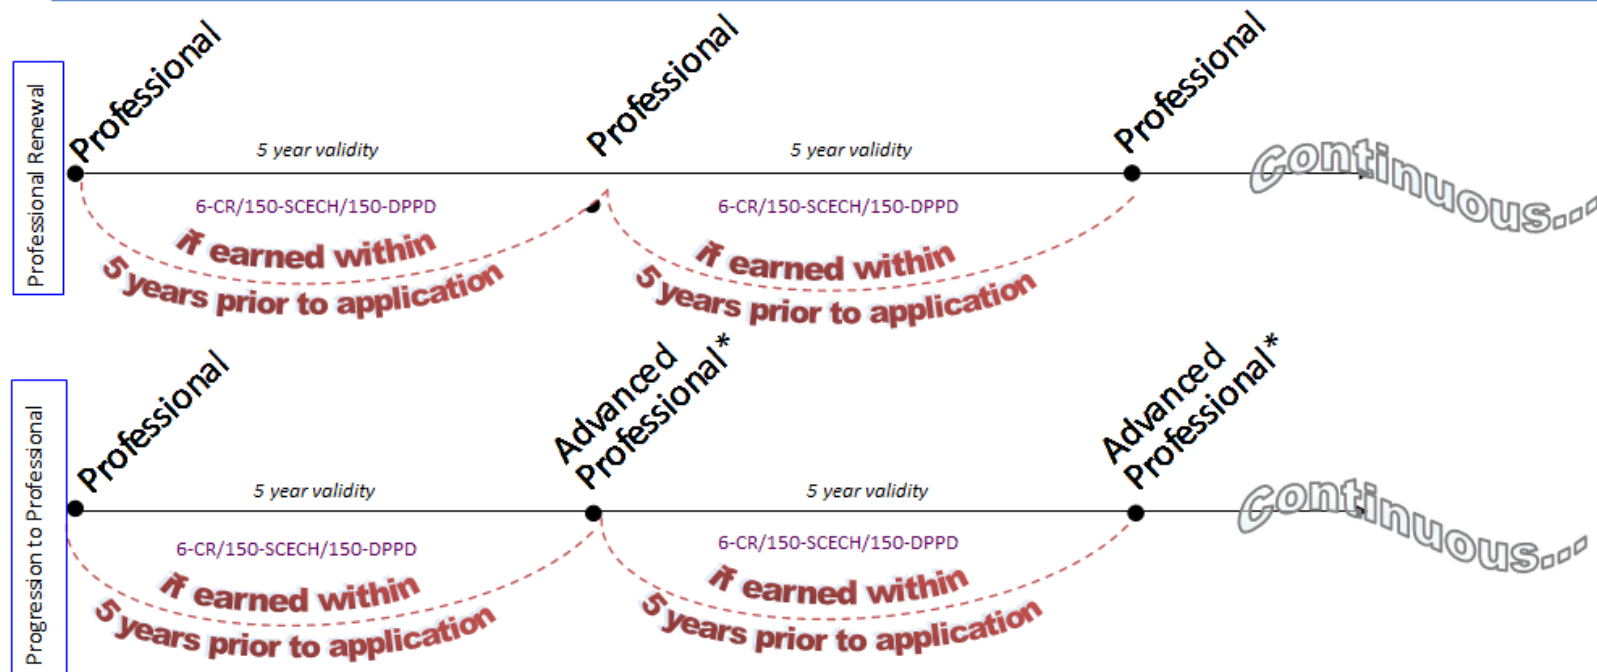 Professional Renewal
Professional
Professional
Professional
5 year validity
5 year validity
Continuous...
6-CR/150-SCECH/150-DPPD
6-CR/150-SCECH/150-DPPD
if earned within
5 years prior to application
if earned within
5 years prior to application
Progression to Professional
Professional
Advanced
Professional*
Advanced
Professional*
5 year validity
5 year validity
Continuous...
6-CR/150-SCECH/150-DPPD
6-CR/150-SCECH/150-DPPD
if earned within
5 years prior to application
if earned within
5 years prior to application